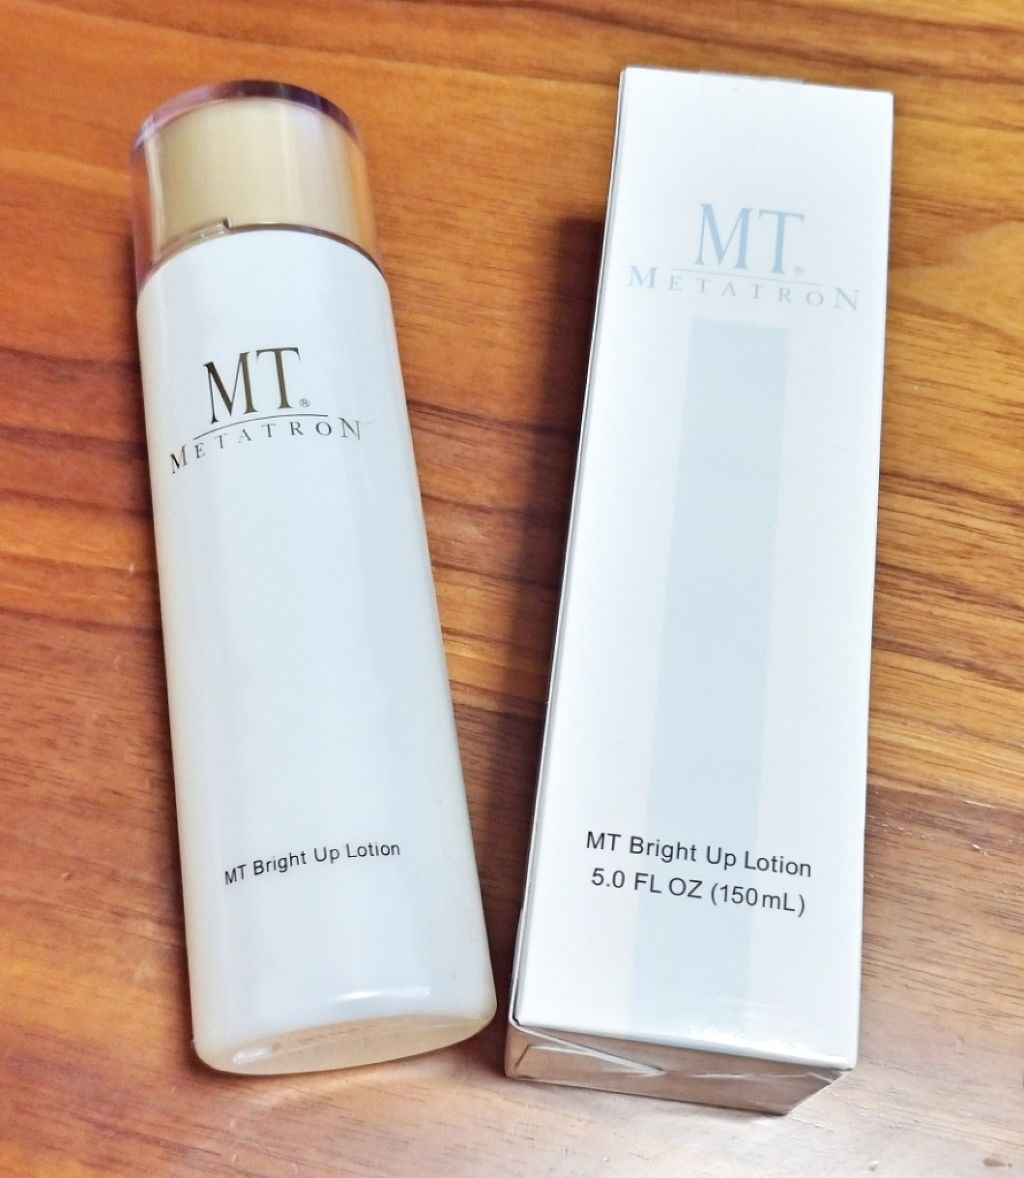 MT®
METATRON
MT Bright Up Lotion
MT®
METATRON
MT Bright Up Lotion
5.0 FL OZ (150mL)